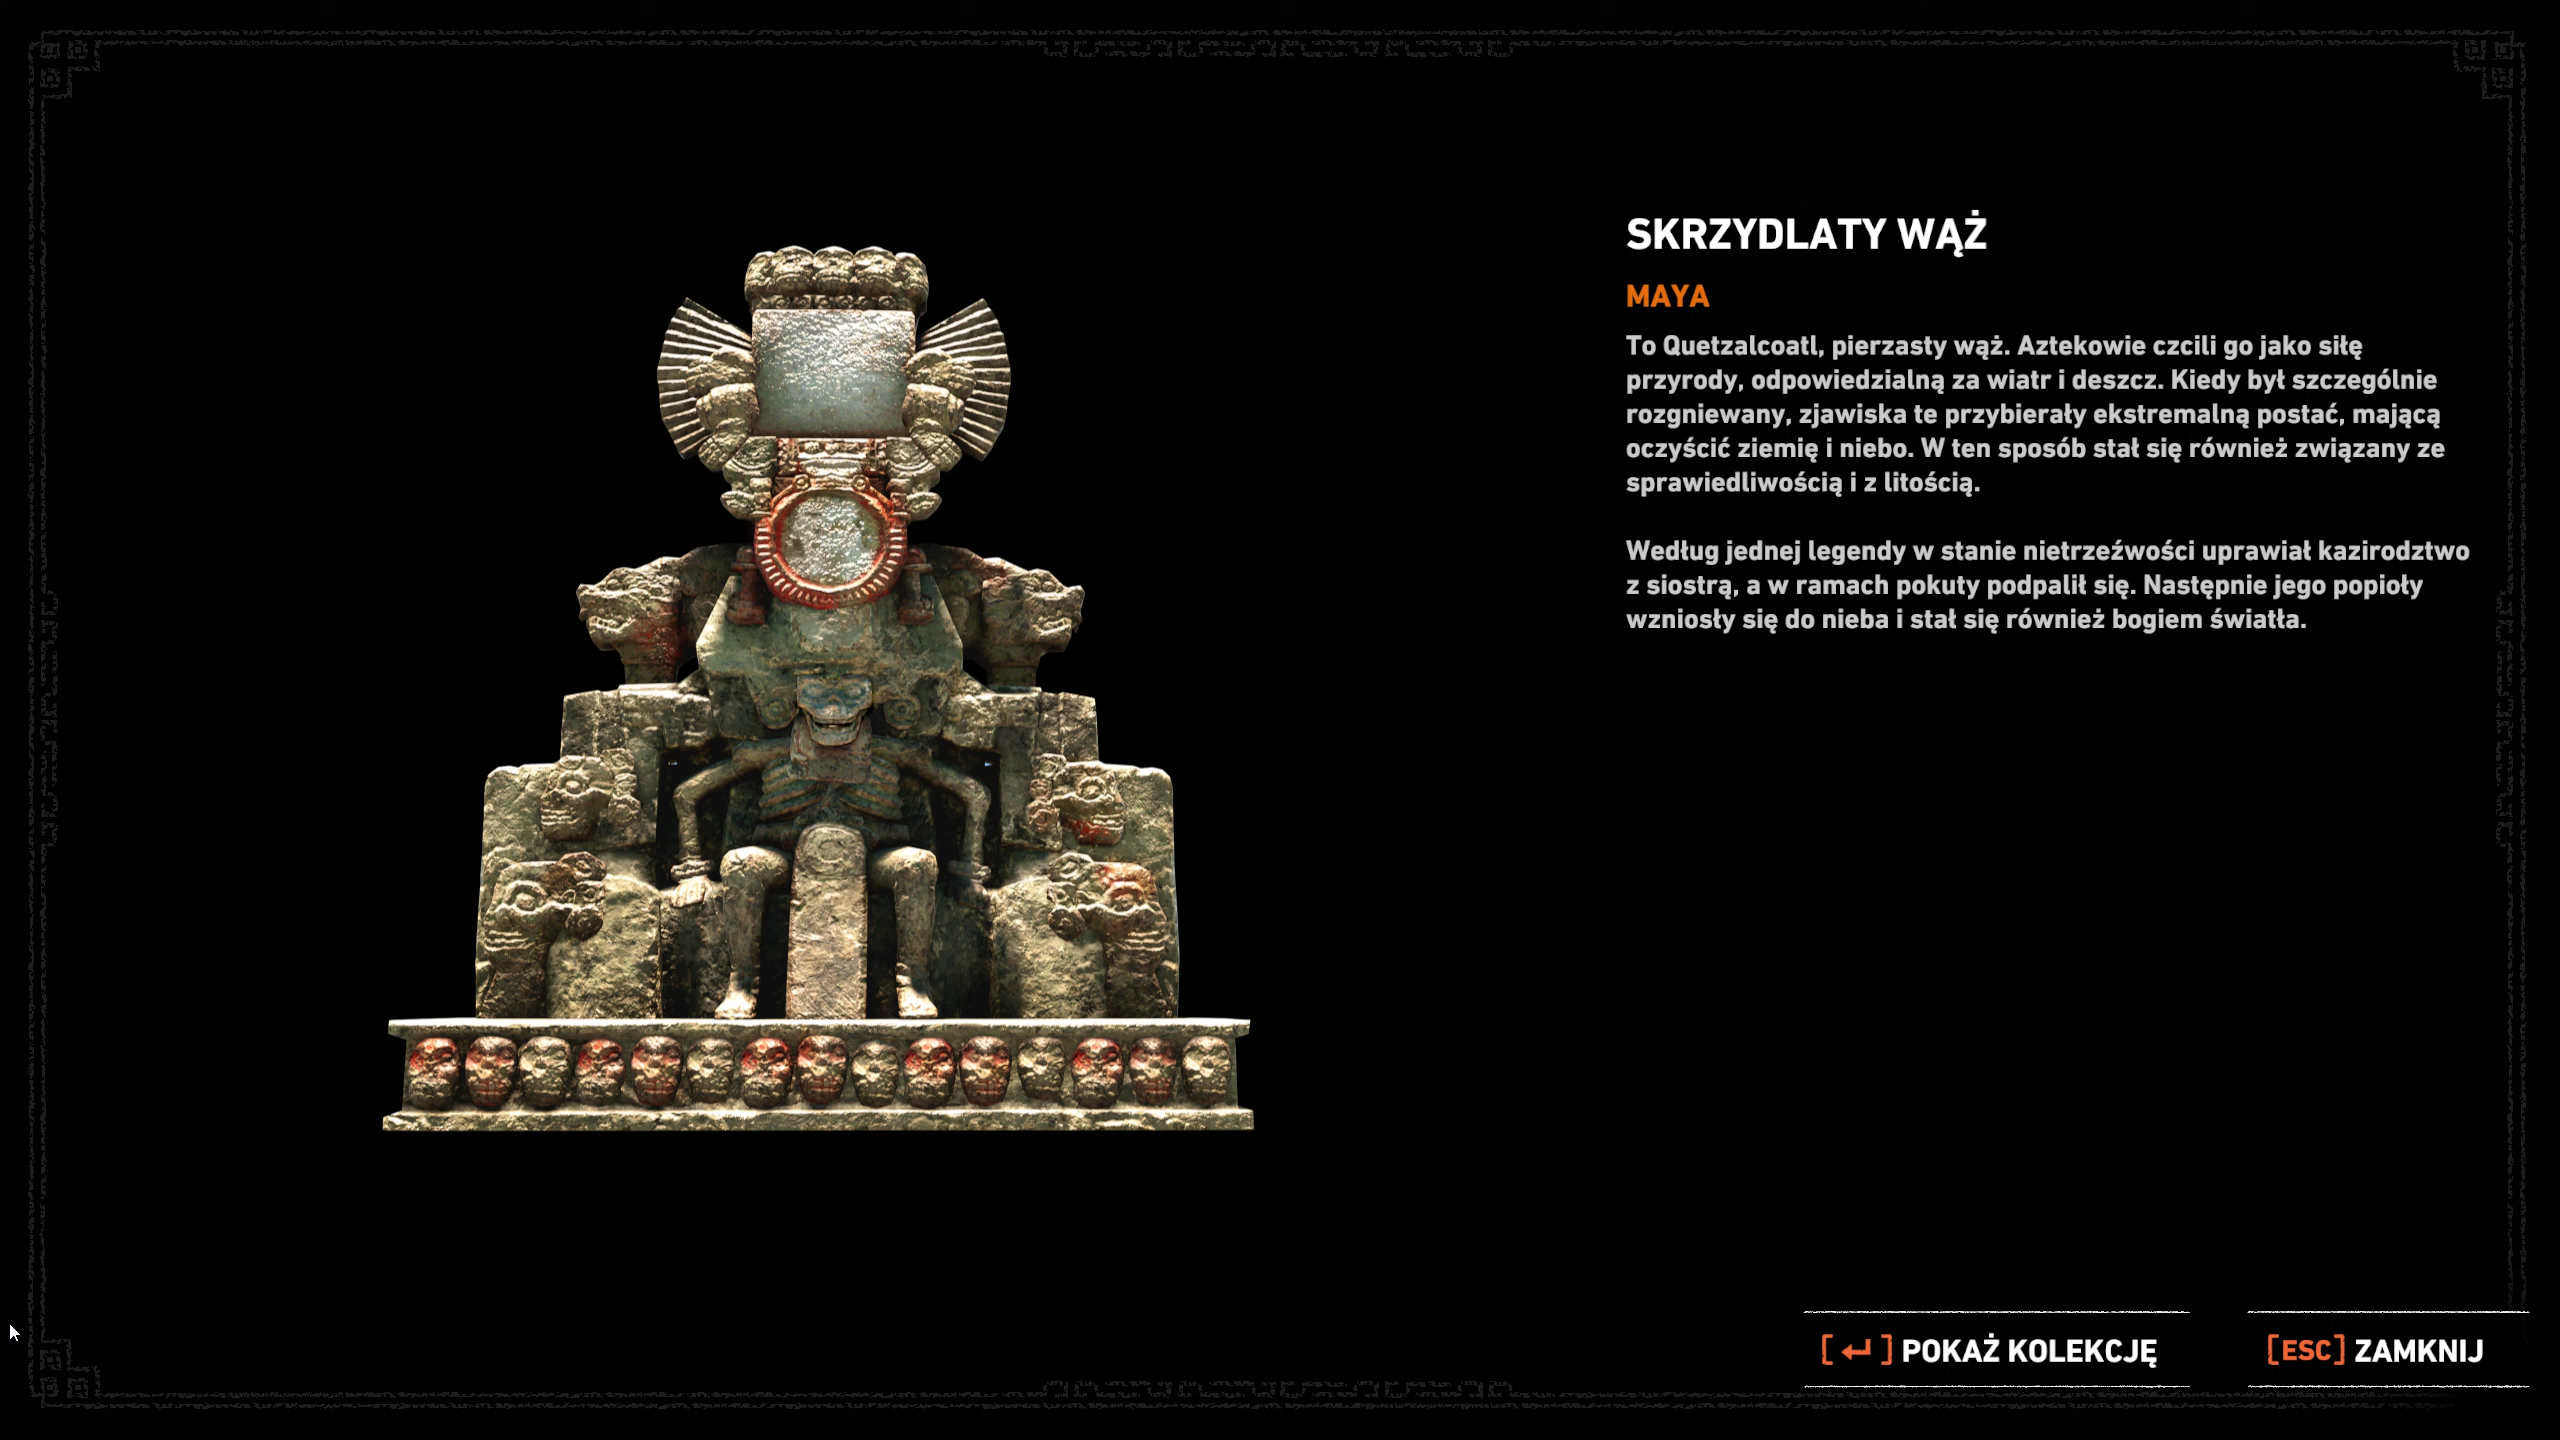 SKRZYDLATY WĄŻ
MAYA
To Quetzalcoatl, pierzasty wąż. Aztekowie czcili go jako siłę
przyrody, odpowiedzialną za wiatr i deszcz. Kiedy był szczególnie
rozgniewany, zjawiska te przybierały ekstremalną postać, mającą
oczyścić ziemię i niebo. W ten sposób stał się również związany ze
sprawiedliwością i z litością.
Według jednej legendy w stanie nietrzeźwości uprawiał kazirodztwo
z siostrą, a w ramach pokuty podpalił się. Następnie jego popioły
wzniosły się do nieba i stał się również bogiem światła.
[↵] POKAŻ KOLEKCJĘ [ESC] ZAMKNIJ